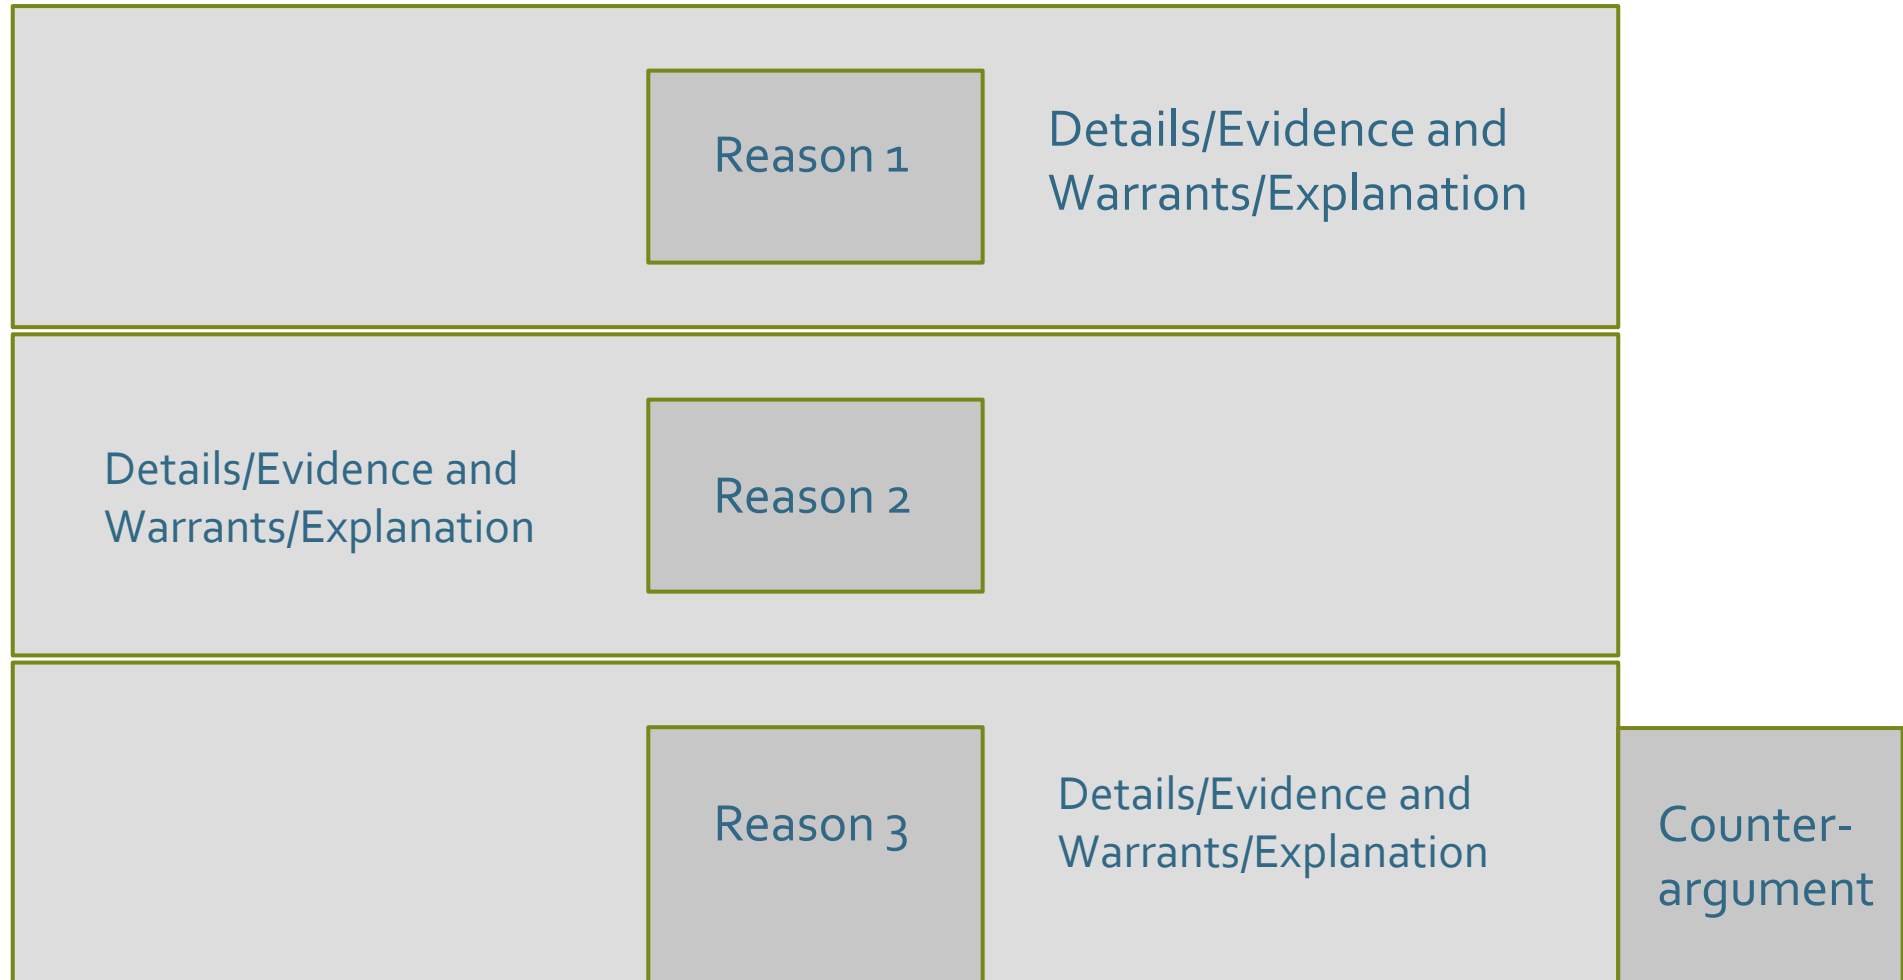 Reason 1
Details/Evidence and
Warrants/Explanation
Details/Evidence and
Warrants/Explanation
Reason 2
Reason 3
Details/Evidence and
Warrants/Explanation
Counter-
argument